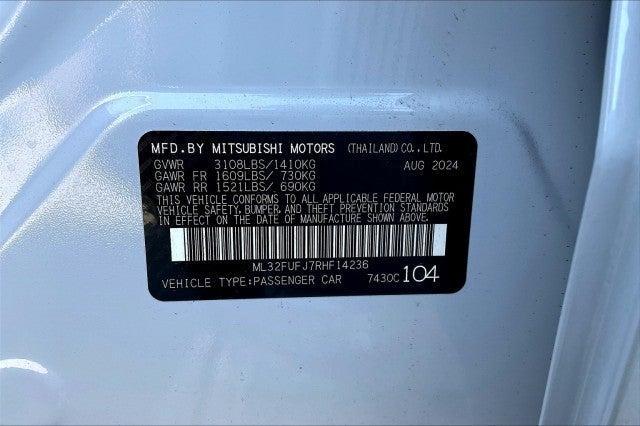 MFD.BY MITSUBISHI MOTORS (THAILAND)CO.,LTD.
GVWR 3108LBS/1410KG AUG 2024
GAWR FR 1609LBS/ 730KG
GAWR RR 1521LBS/ 690KG
THIS VEHICLE CONFORMS TO ALL APPLICABLE FEDERAL MOTOR
VEHICLE SAFETY, BUMPER, AND THEFT PREVENTION STANDARDS
IN EFFECT ON THE DATE OF MANUFACTURE SHOWN ABOVE.
ML32FUFJ7RHF14236
VEHICLE TYPE:PASSENGER CAR 7430C 104